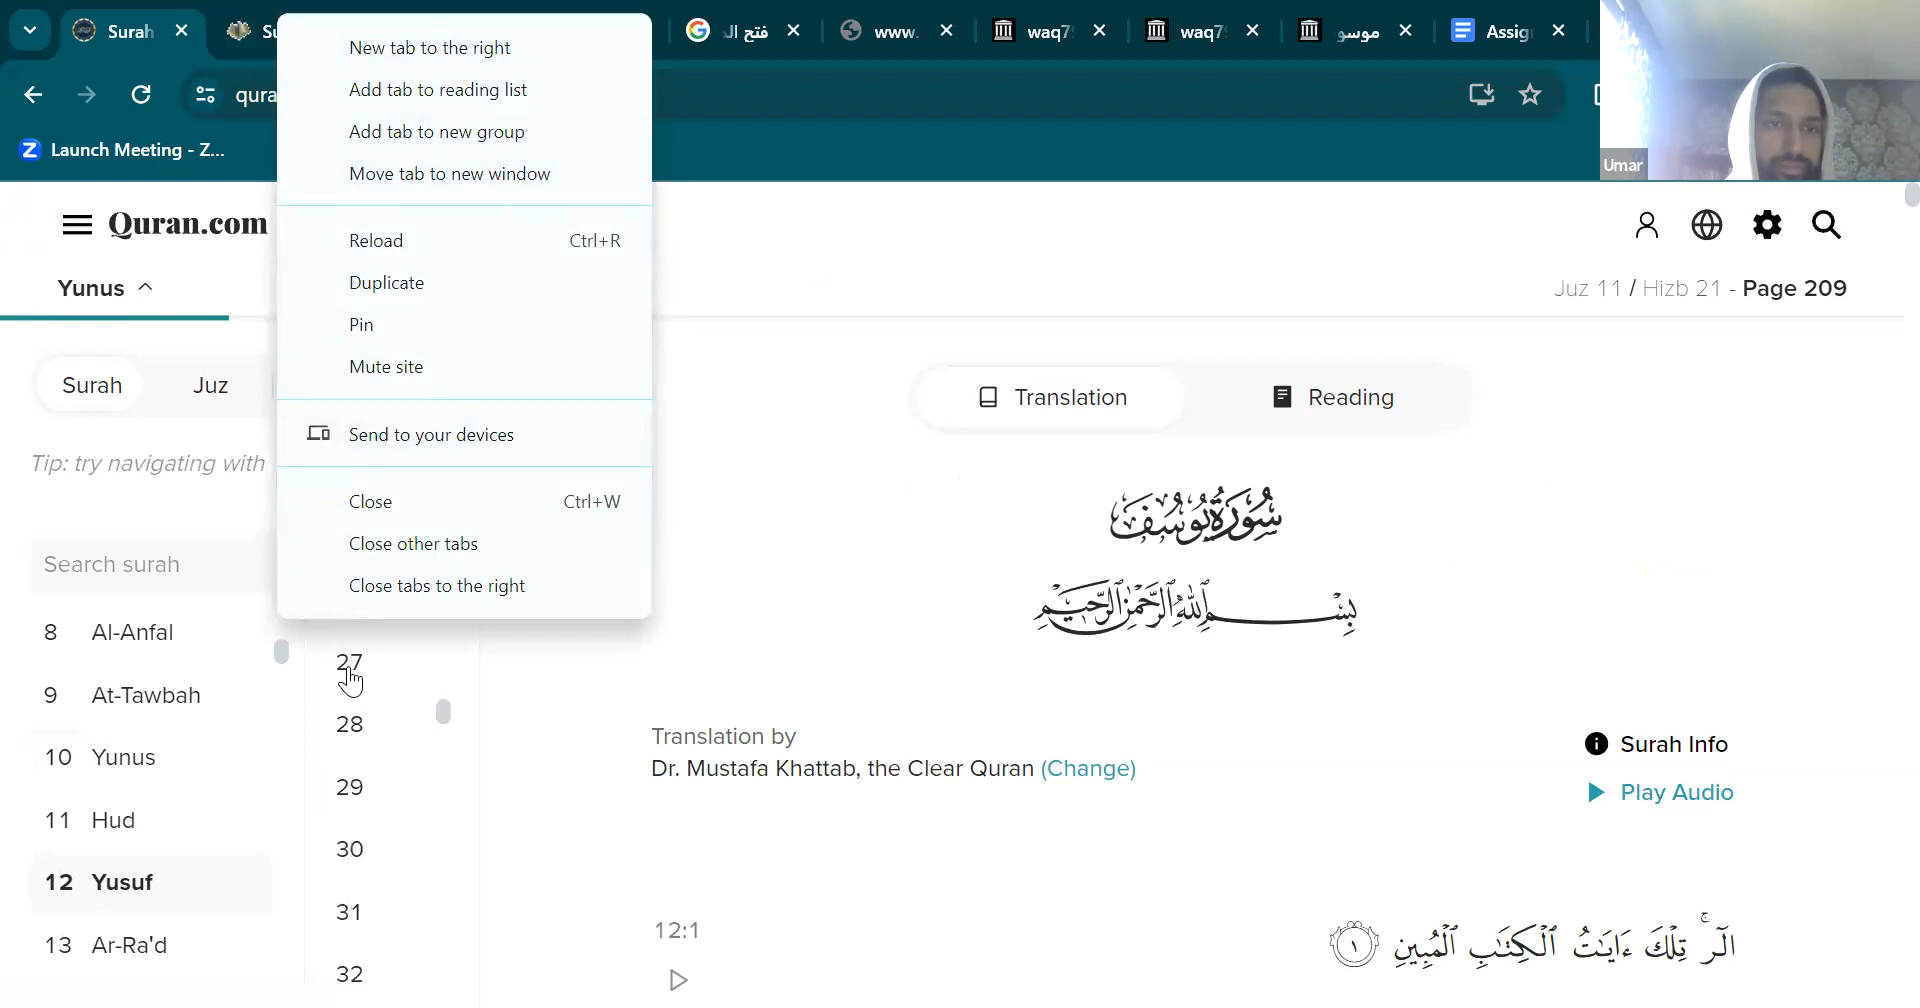 Surah
Su
فتح الـ
www.
waq7
waq7
موسو
Assig
qura
Launch Meeting - Z...
New tab to the right
Add tab to reading list
Add tab to new group
Move tab to new window
Reload Ctrl+R
Duplicate
Pin
Mute site
Send to your devices
Close Ctrl+W
Close other tabs
Close tabs to the right
Umar
Quran.com
Yunus
Juz 11 / Hizb 21 - Page 209
Surah Juz
Tip: try navigating with
Search surah
8 Al-Anfal
9 At-Tawbah
10 Yunus
11 Hud
12 Yusuf
13 Ar-Ra'd
27
28
29
30
31
32
Translation Reading
سُورَةُ يُوسُفَ
بِسْمِ ٱللَّهِ ٱلرَّحْمَٰنِ ٱلرَّحِيمِ
Translation by
Dr. Mustafa Khattab, the Clear Quran (Change)
Surah Info
Play Audio
12:1
الٓر ۚ تِلْكَ ءَايَٰتُ ٱلْكِتَٰبِ ٱلْمُبِينِ ١